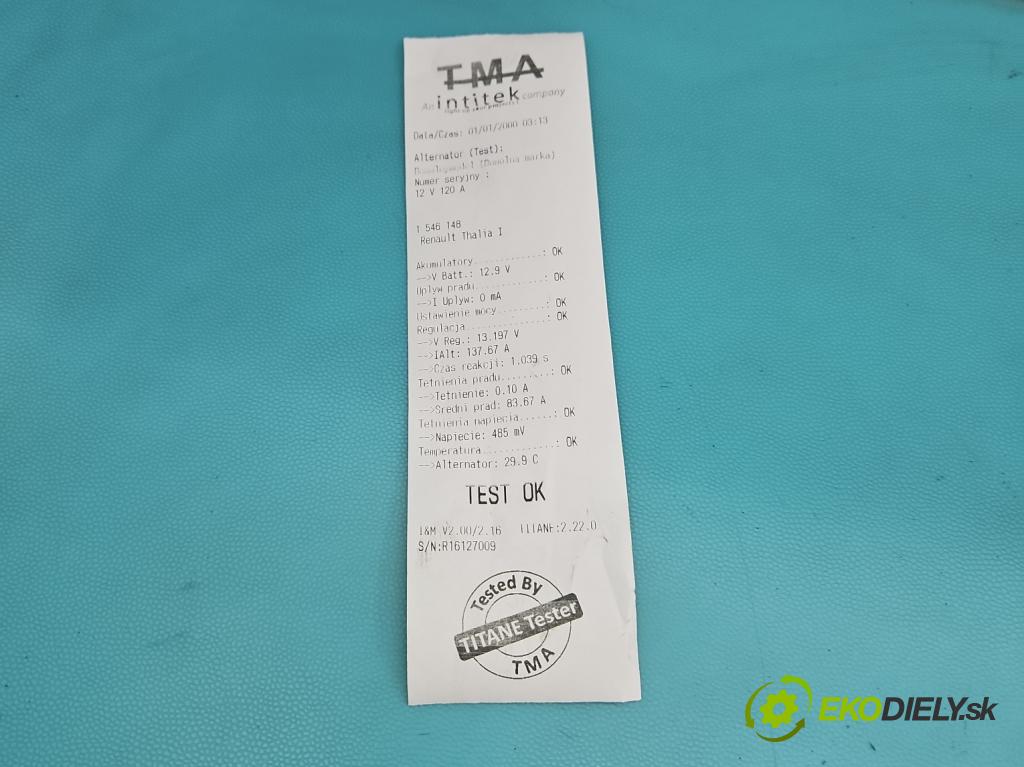 TMA
An intitek company
Data/Czas: 01/01/2000 03:13
Alternator (Test):
(Dowolna marka)
Numer seryjny :
12 V 120 A
1 546 148
Renault Thalia I
Akumulatory............: OK
-->V Batt.: 12.9 V
Uplyw pradu............: OK
-->I Uplyw: 0 mA
Ustawienie mocy........: OK
Regulacja.............: OK
-->V Reg.: 13.197 V
-->IAlt: 137.67 A
-->Czas reakcji: 1.039 s
Tetnienia pradu........: OK
-->Tetnienie: 0.10 A
-->Sredni prad: 83.67 A
Tetnienia napiecia......: OK
-->Napiecie: 485 mV
Temperatura............: OK
-->Alternator: 29.9 C
TEST OK
I&M V2.00/2.16 TITANE:2.22.0
S/N:R16127009
Tested By
TITANE Tester
TMA
EKODIELY.sk